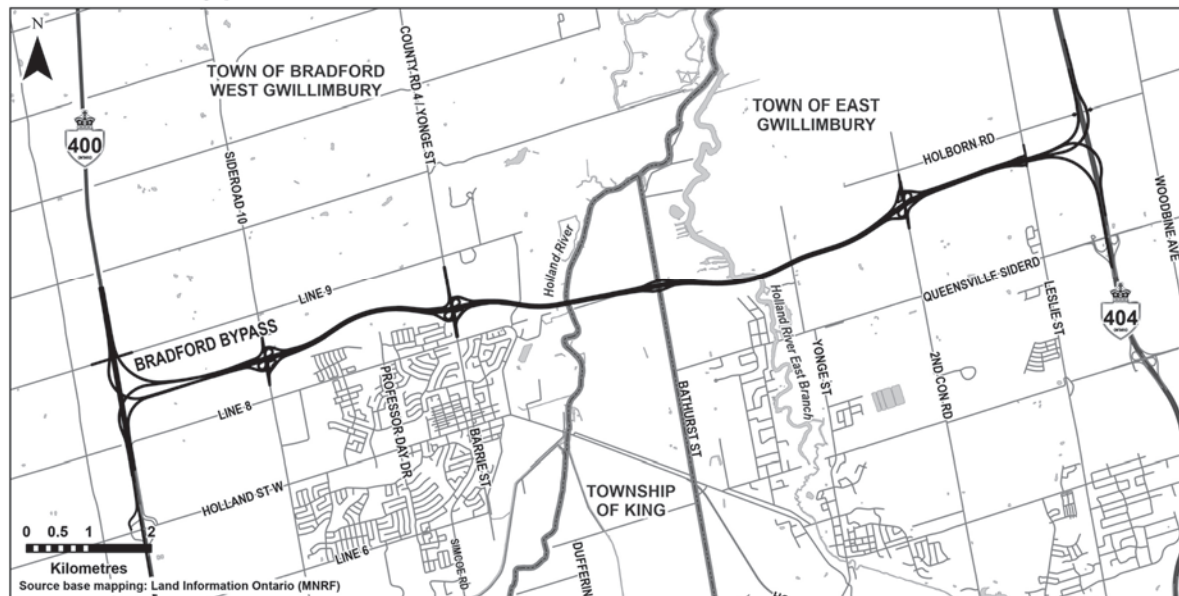 N
TOWN OF BRADFORD
WEST GWILLIMBURY
COUNTY RD 4 / YONGE ST
TOWN OF EAST
GWILLIMBURY
400
SIDEROAD 10
HOLBORN RD
WOODBINE AVE
Holland River
LINE 9
QUEENSVILLE SIDERD
LESLIE ST
404
BRADFORD BYPASS
Holland River East Branch
YONGE ST
2ND CON RD
LINE 8
PROFESSOR DAY DR
BARRIE ST
BATHURST ST
HOLLAND ST W
TOWNSHIP
OF KING
LINE 6
SIMCOE RD
DUFFERIN
0 0.5 1 2
Kilometres
Source base mapping: Land Information Ontario (MNRF)